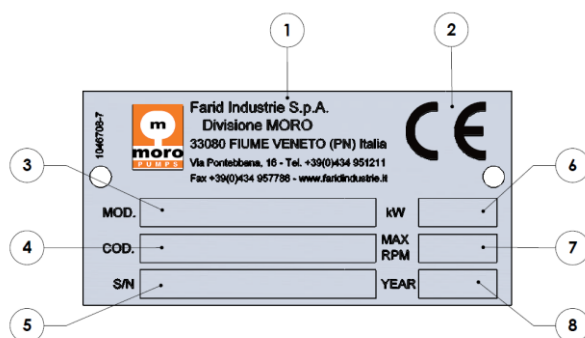 1
2
1046708-7
m
moro
PUMPS
Farid Industrie S.p.A.
Divisione MORO
33080 FIUME VENETO (PN) Italia
Via Pontebbana, 16 - Tel. +39(0)434 951211
Fax +39(0)434 957786 - www.faridindustrie.it
CE
3
MOD.
kW
6
4
COD.
MAX
RPM
7
5
S/N
YEAR
8